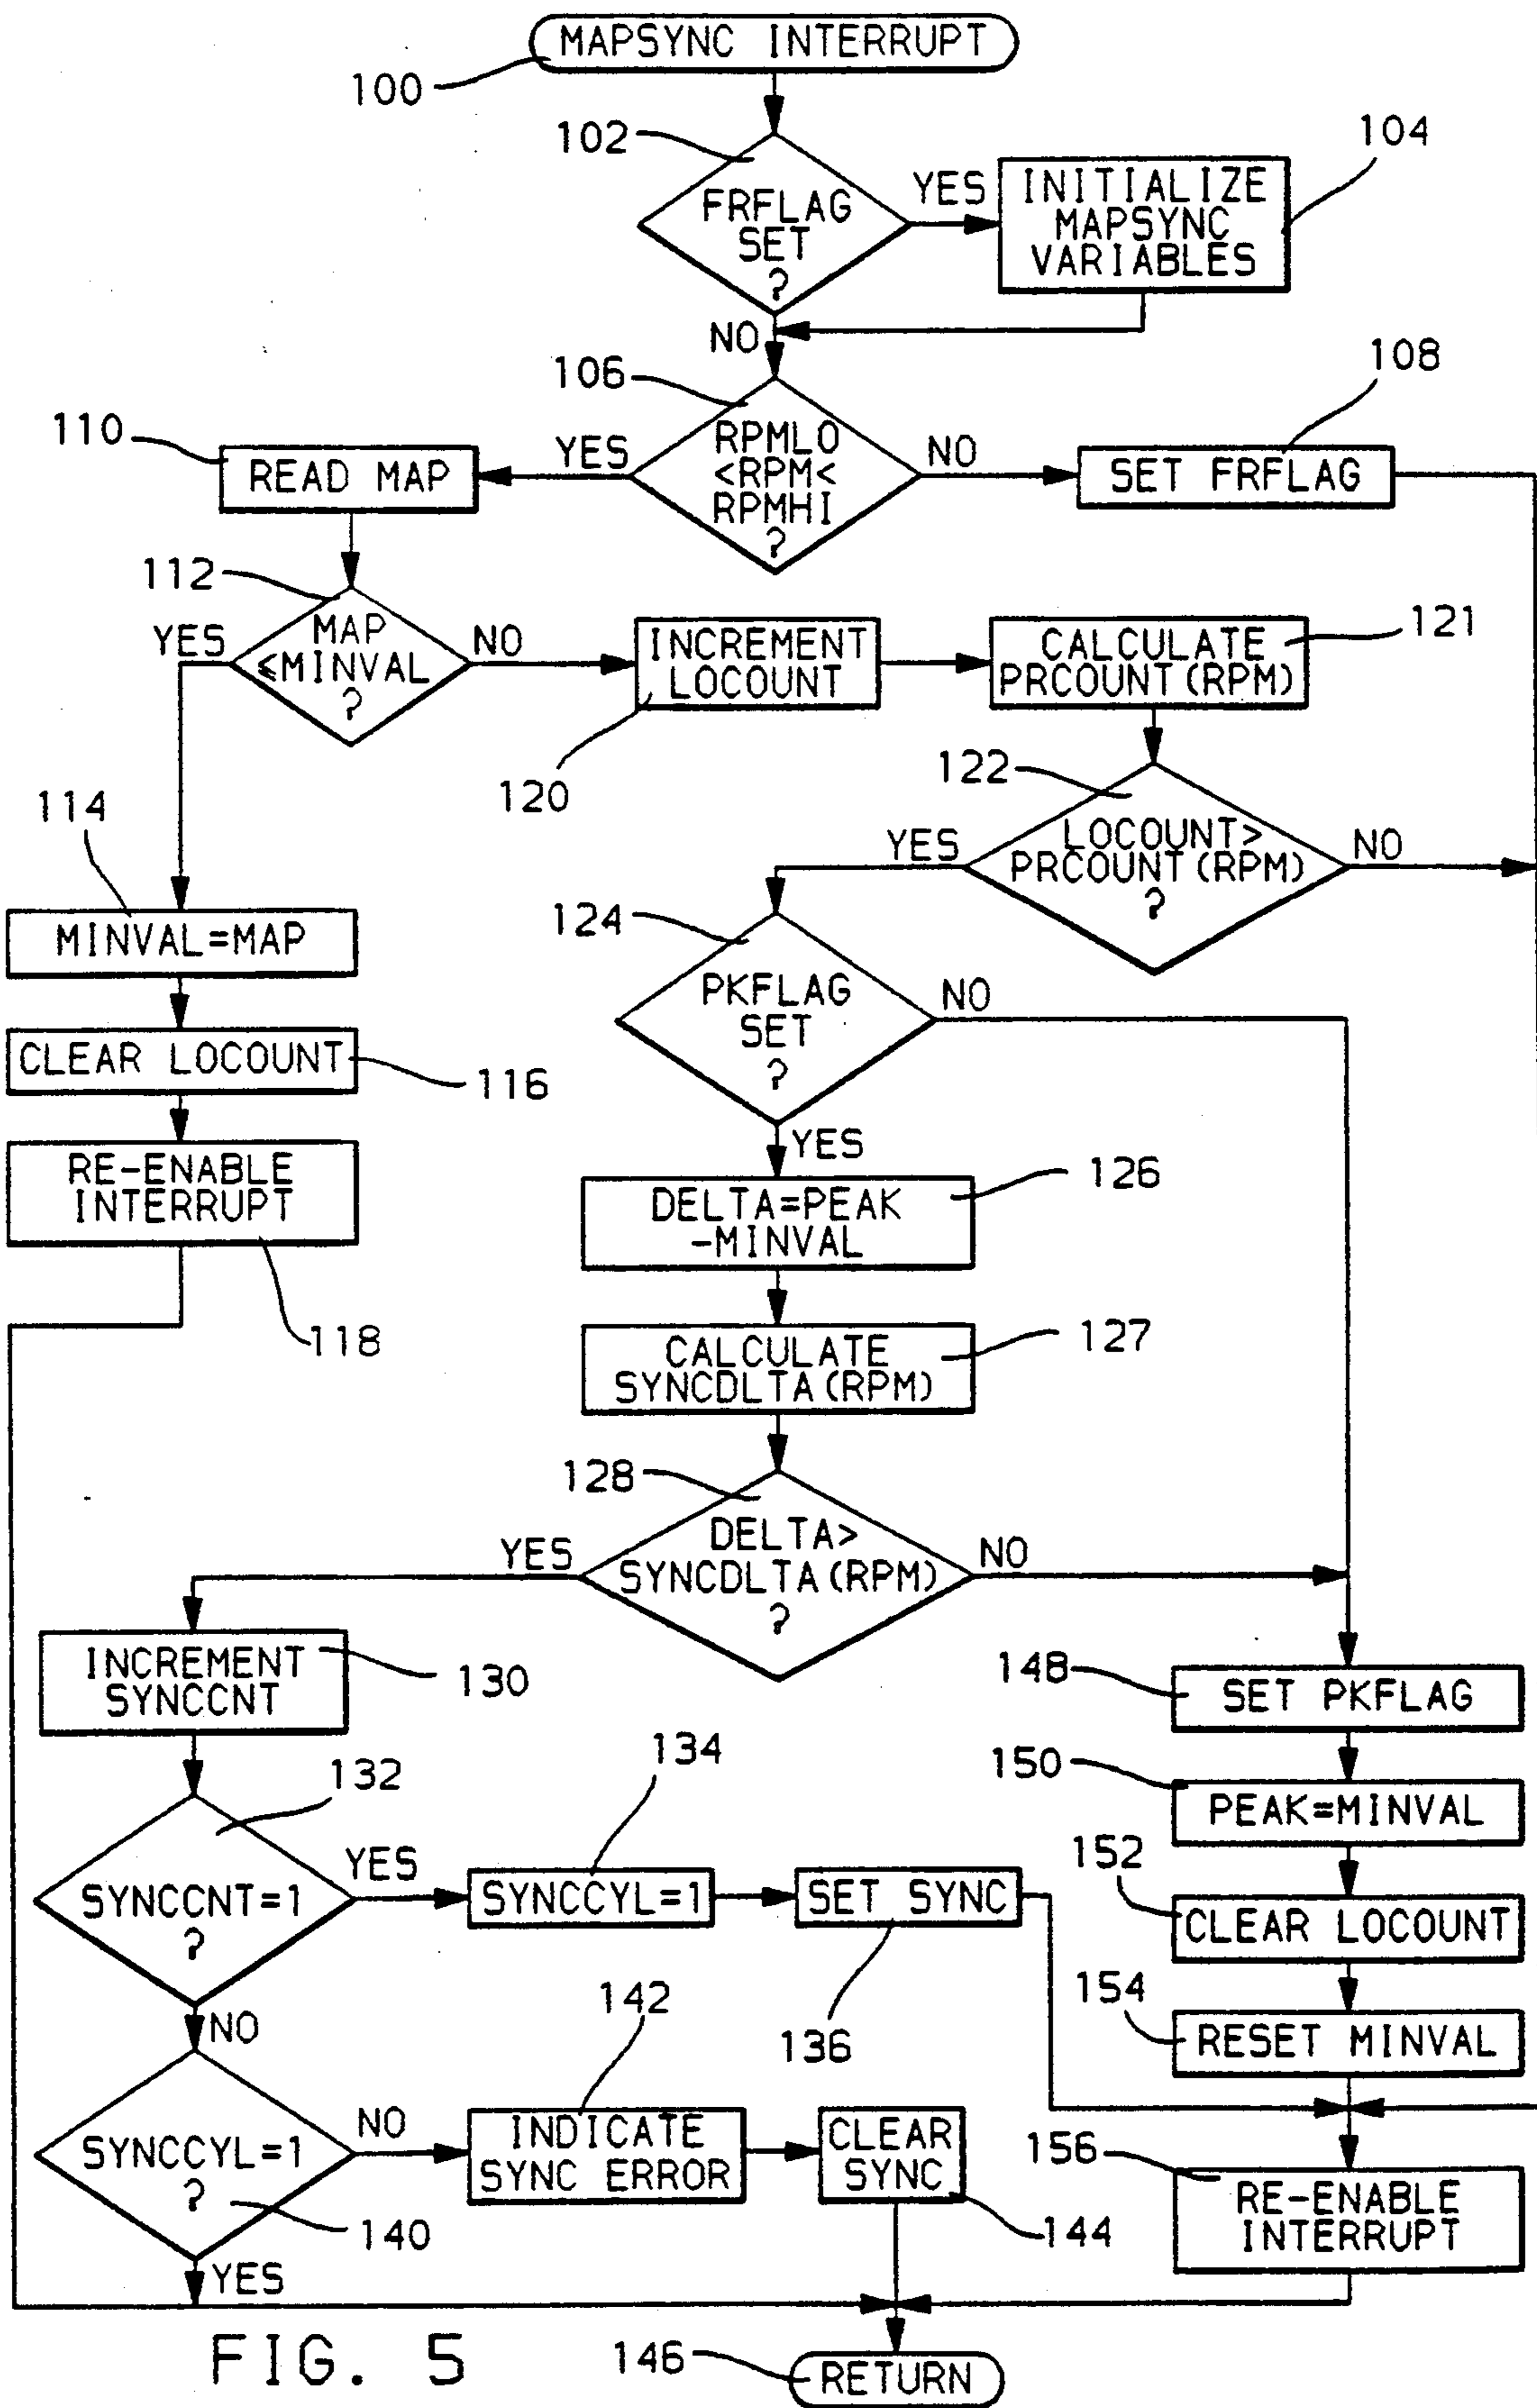 MAPSYNC INTERRUPT
100
102
FRFLAG
SET
?
YES
INITIALIZE
MAPSYNC
VARIABLES
104
NO
106
RPMLO
<RPM<
RPMHI
?
YES
NO
108
SET FRFLAG
110
READ MAP
112
MAP
≤MINVAL
?
YES
NO
INCREMENT
LOCOUNT
120
CALCULATE
PRCOUNT(RPM)
121
122
LOCOUNT>
PRCOUNT(RPM)
?
YES
NO
114
MINVAL=MAP
CLEAR LOCOUNT
116
RE-ENABLE
INTERRUPT
118
124
PKFLAG
SET
?
NO
YES
DELTA=PEAK
-MINVAL
126
CALCULATE
SYNCDLTA(RPM)
127
128
DELTA>
SYNCDLTA(RPM)
?
YES
NO
INCREMENT
SYNCCNT
130
132
SYNCCNT=1
?
YES
134
SYNCCYL=1
SET SYNC
136
NO
SYNCCYL=1
?
140
NO
142
INDICATE
SYNC ERROR
CLEAR
SYNC
144
YES
148
SET PKFLAG
150
PEAK=MINVAL
152
CLEAR LOCOUNT
154
RESET MINVAL
156
RE-ENABLE
INTERRUPT
146
RETURN
FIG. 5